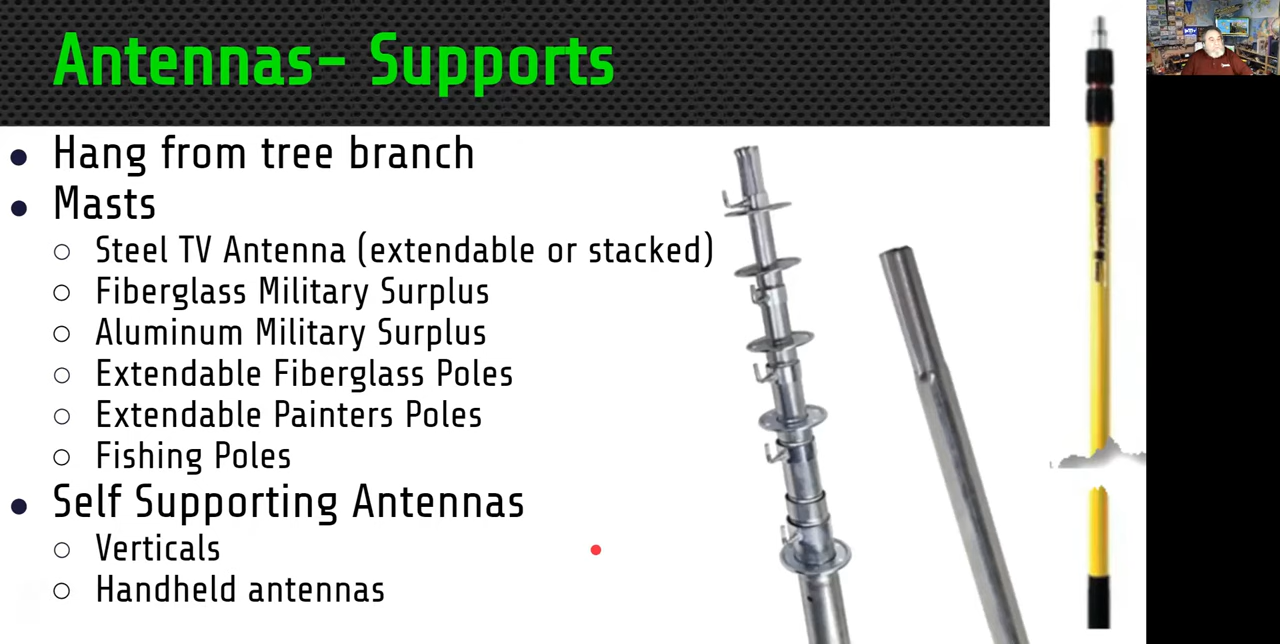 Antennas- Supports
Hang from tree branch
Masts
Steel TV Antenna (extendable or stacked)
Fiberglass Military Surplus
Aluminum Military Surplus
Extendable Fiberglass Poles
Extendable Painters Poles
Fishing Poles
Self Supporting Antennas
Verticals
Handheld antennas